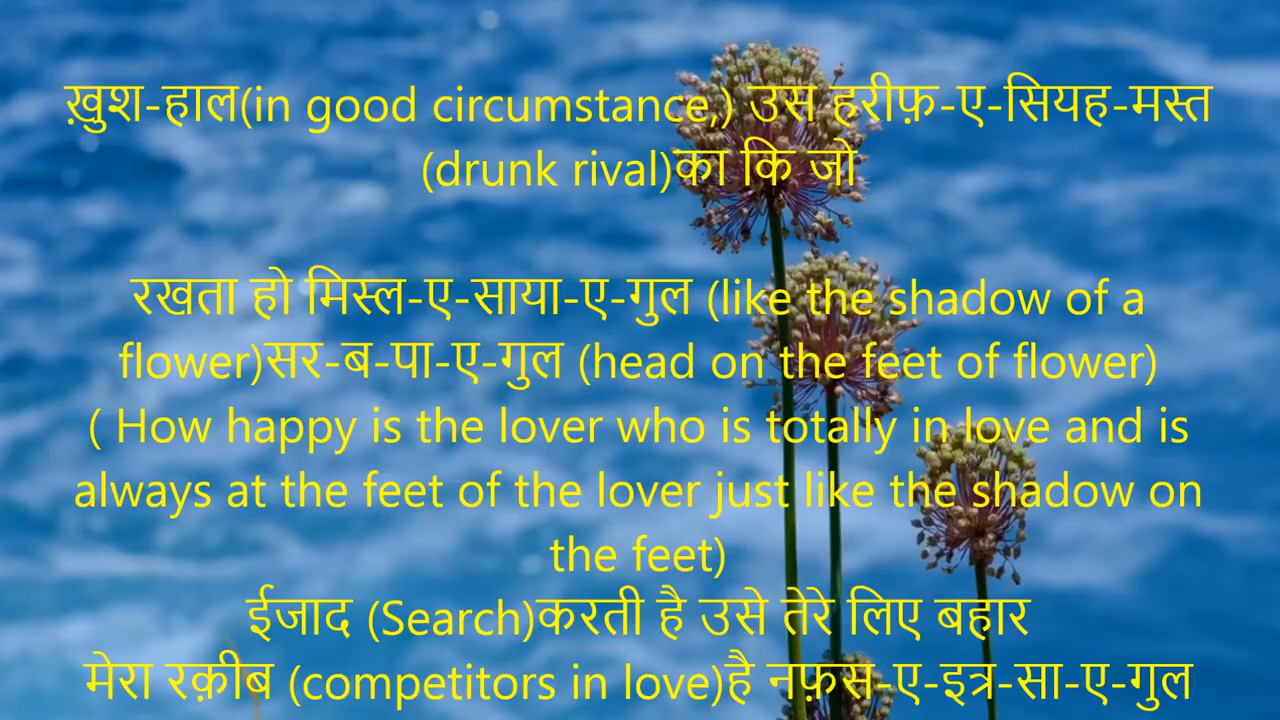 ख़ुश-हाल(in good circumstance,) उस हरीफ़-ए-सियह-मस्त
(drunk rival)का कि जो
रखता हो मिस्ल-ए-साया-ए-गुल (like the shadow of a
flower)सर-ब-पा-ए-गुल (head on the feet of flower)
( How happy is the lover who is totally in love and is
always at the feet of the lover just like the shadow on
the feet)
ईजाद (Search)करती है उसे तेरे लिए बहार
मेरा रक़ीब (competitors in love)है नफ़स-ए-इत्र-सा-ए-गुल